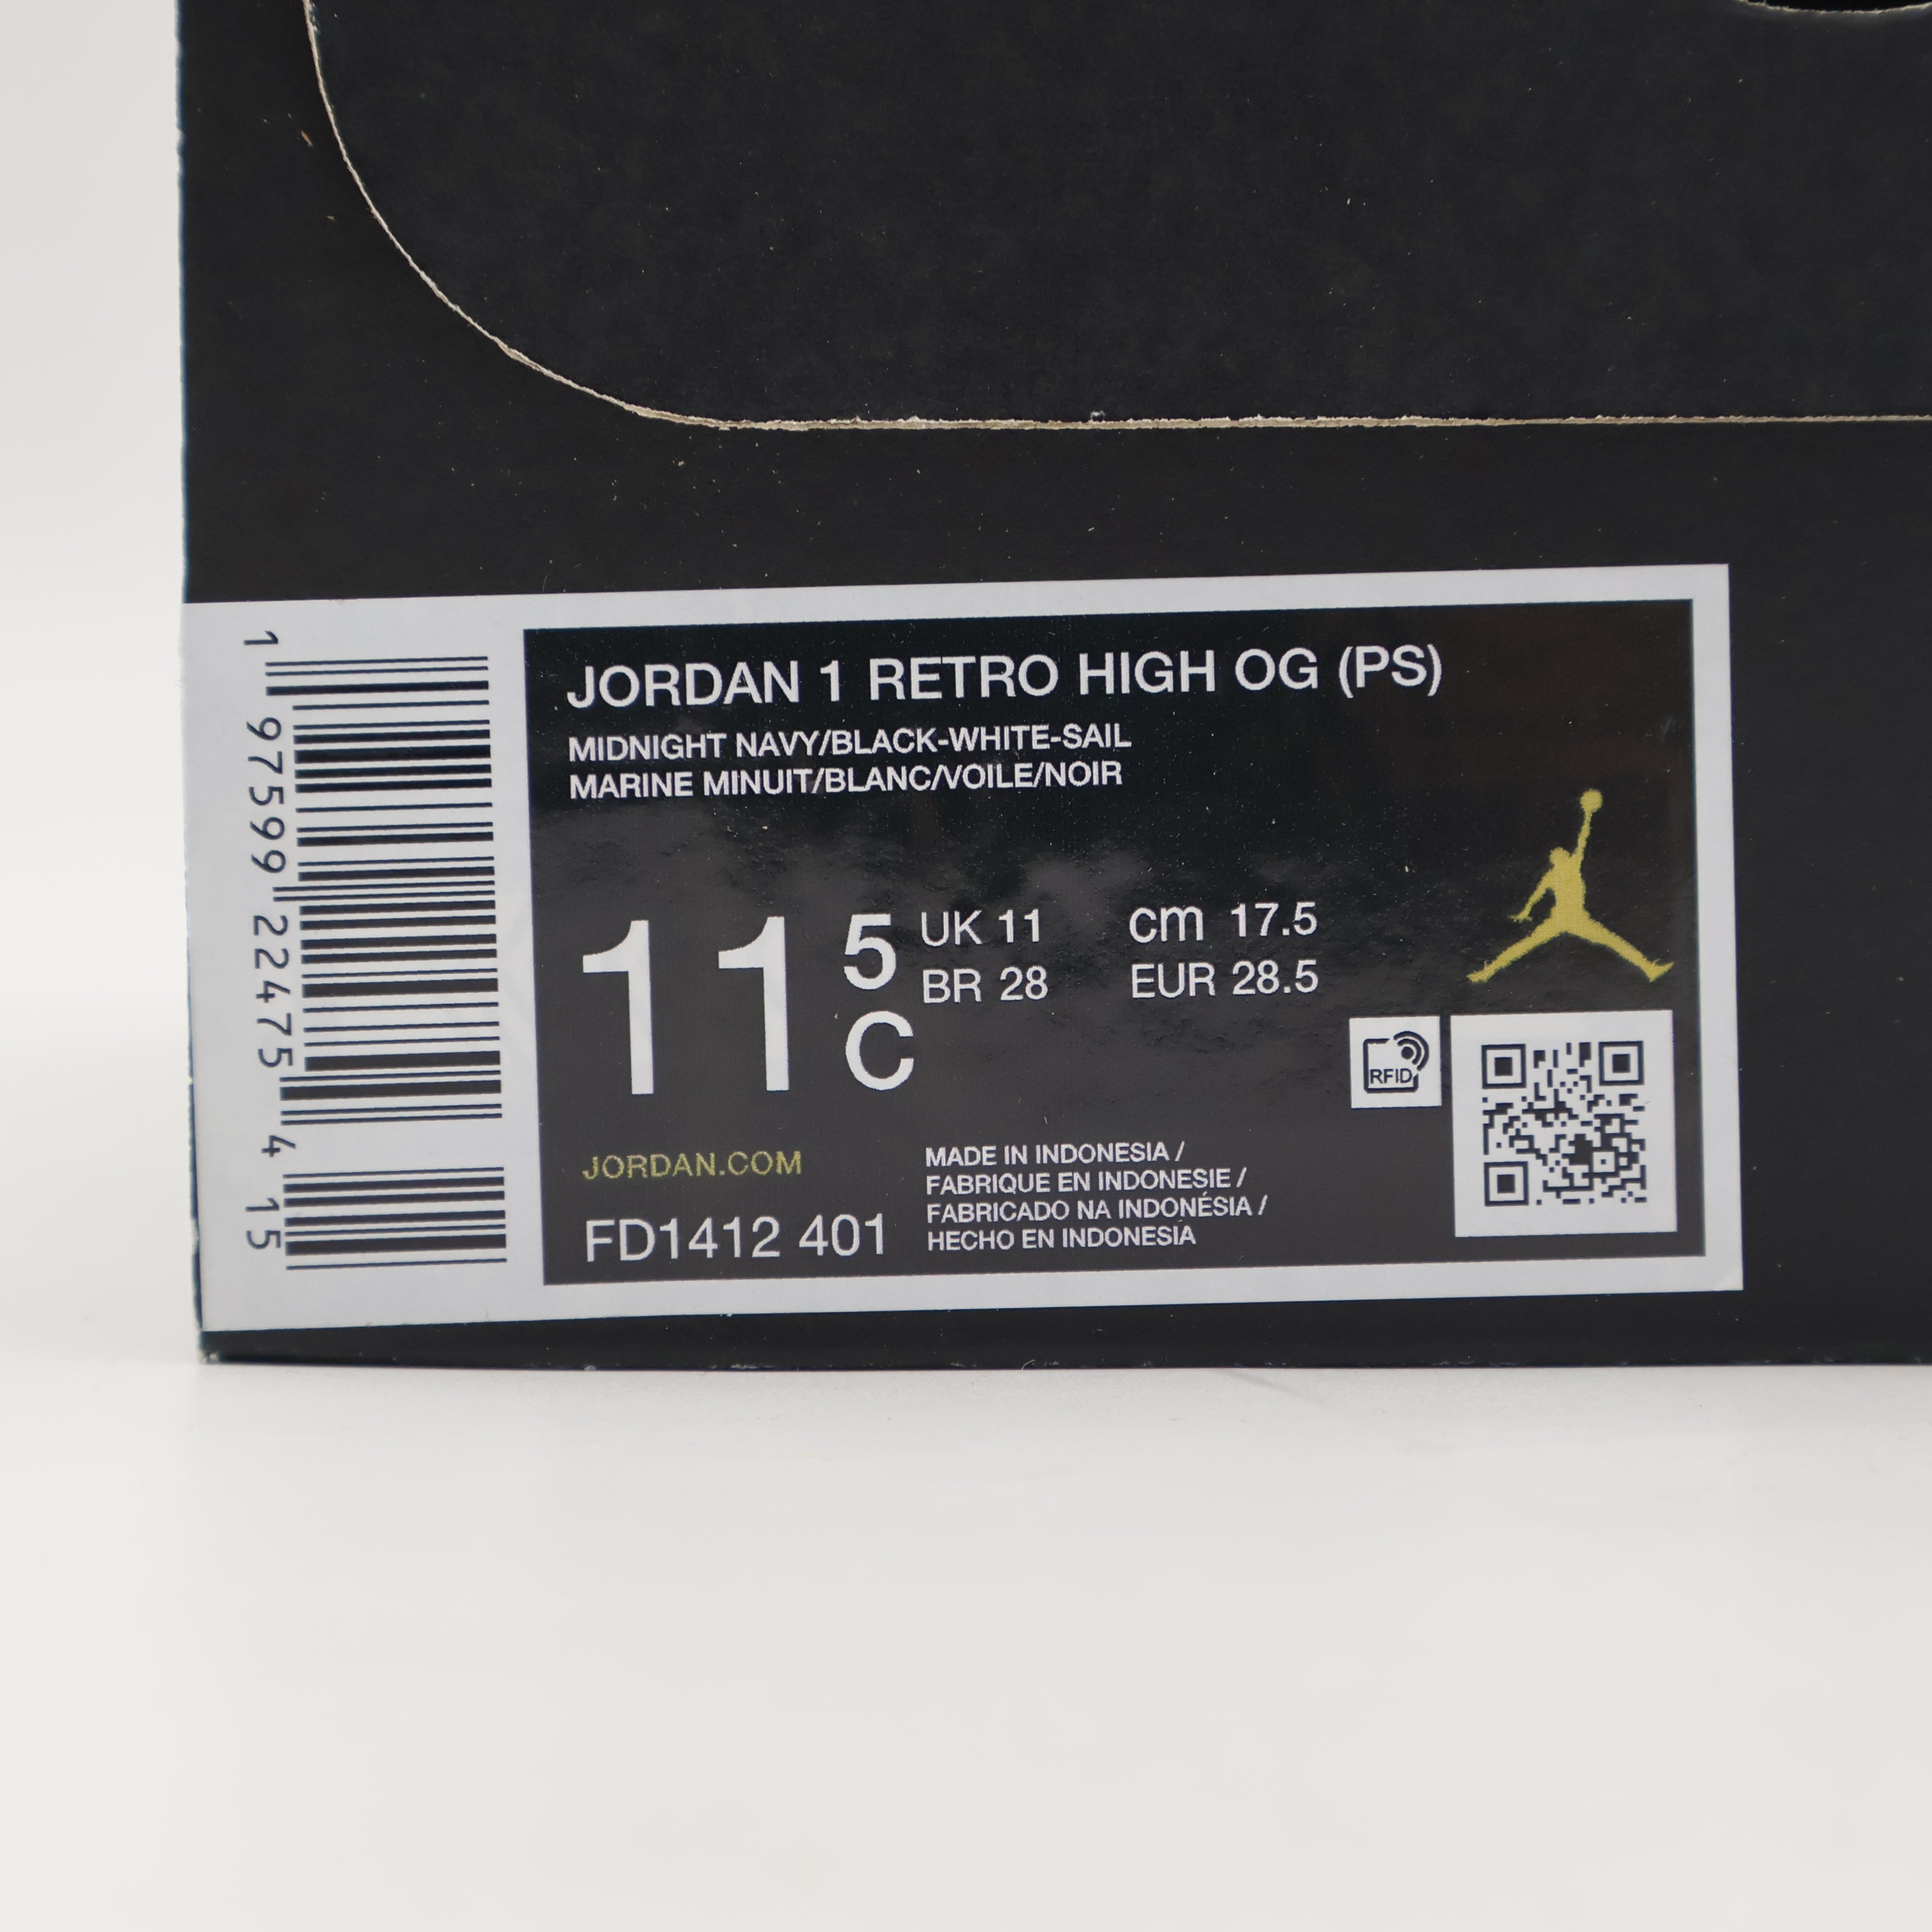 JORDAN 1 RETRO HIGH OG (PS)
MIDNIGHT NAVY/BLACK-WHITE-SAIL
MARINE MINUIT/BLANC/VOILE/NOIR
11 5 C
UK 11 cm 17.5
BR 28 EUR 28.5
RFID
JORDAN.COM
FD1412 401
MADE IN INDONESIA /
FABRIQUE EN INDONESIE /
FABRICADO NA INDONÉSIA /
HECHO EN INDONESIA
1 97599 22475 4 15